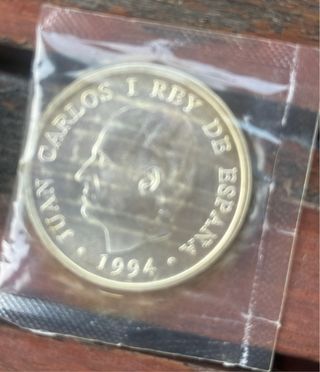 · JUAN CARLOS I REY DE ESPAÑA ·
1994